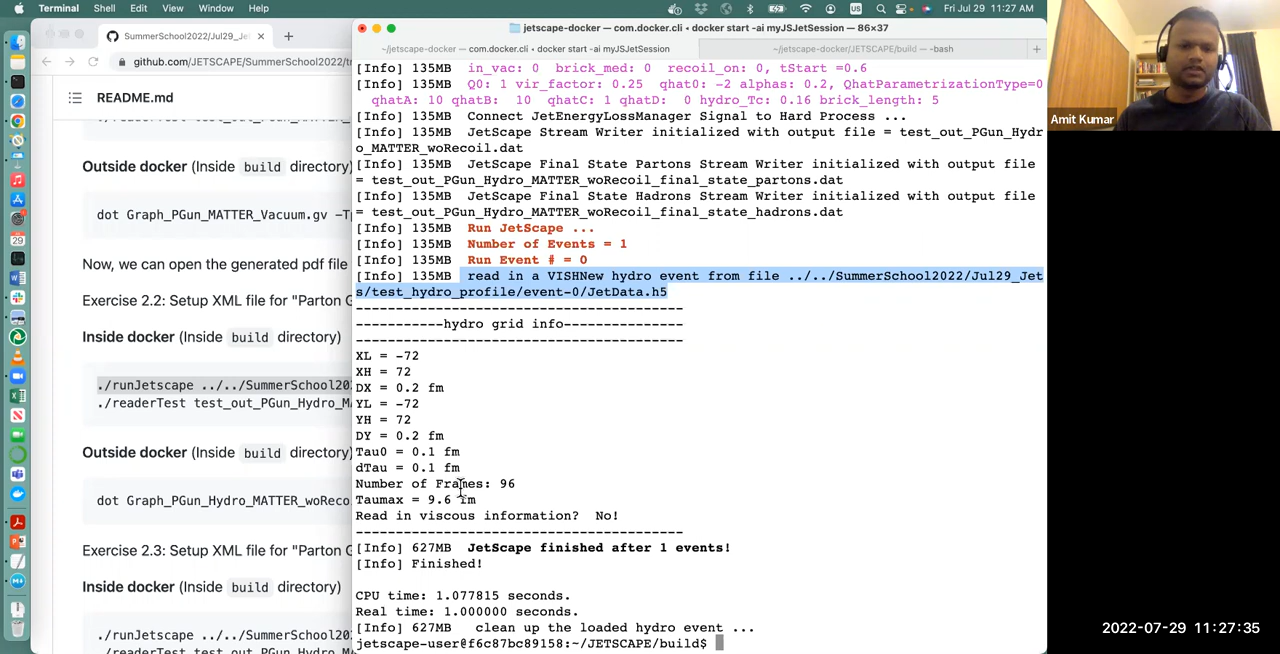 Terminal Shell Edit View Window Help
US Fri Jul 29 11:27 AM
SummerSchool2022/Jul29_Jet
github.com/JETSCAPE/SummerSchool2022/tr
README.md
Outside docker (Inside build directory)
dot Graph_PGun_MATTER_Vacuum.gv -Tp
Now, we can open the generated pdf file
Exercise 2.2: Setup XML file for "Parton G
Inside docker (Inside build directory)
./runJetscape ../../SummerSchool202
./readerTest test_out_PGun_Hydro_MA
Outside docker (Inside build directory)
dot Graph_PGun_Hydro_MATTER_woReco
Exercise 2.3: Setup XML file for "Parton G
Inside docker (Inside build directory)
./runJetscape ../../SummerSchool202
./readerTest test_out_PGun_Hydro_MA
jetscape-docker — com.docker.cli • docker start -ai myJSJetSession — 86×37
~/jetscape-docker — com.docker.cli • docker start -ai myJSJetSession
~/jetscape-docker/JETSCAPE/build — -bash
[Info] 135MB in_vac: 0 brick_med: 0 recoil_on: 0, tStart =0.6
[Info] 135MB Q0: 1 vir_factor: 0.25 qhat0: -2 alphas: 0.2, QhatParametrizationType=0
qhatA: 10 qhatB: 10 qhatC: 1 qhatD: 0 hydro_Tc: 0.16 brick_length: 5
[Info] 135MB Connect JetEnergyLossManager Signal to Hard Process ...
[Info] 135MB JetScape Stream Writer initialized with output file = test_out_PGun_Hydr
o_MATTER_woRecoil.dat
[Info] 135MB JetScape Final State Partons Stream Writer initialized with output file
= test_out_PGun_Hydro_MATTER_woRecoil_final_state_partons.dat
[Info] 135MB JetScape Final State Hadrons Stream Writer initialized with output file
= test_out_PGun_Hydro_MATTER_woRecoil_final_state_hadrons.dat
[Info] 135MB Run JetScape ...
[Info] 135MB Number of Events = 1
[Info] 135MB Run Event # = 0
[Info] 135MB read in a VISHNew hydro event from file ../../SummerSchool2022/Jul29_Jet
s/test_hydro_profile/event-0/JetData.h5
-----------------------------------------
-----------hydro grid info---------------
-----------------------------------------
XL = -72
XH = 72
DX = 0.2 fm
YL = -72
YH = 72
DY = 0.2 fm
Tau0 = 0.1 fm
dTau = 0.1 fm
Number of Frames: 96
Taumax = 9.6 fm
Read in viscous information? No!
-----------------------------------------
[Info] 627MB JetScape finished after 1 events!
[Info] Finished!
CPU time: 1.077815 seconds.
Real time: 1.000000 seconds.
[Info] 627MB clean up the loaded hydro event ...
jetscape-user@f6c87bc89158:~/JETSCAPE/build$
Amit Kumar
2022-07-29 11:27:35